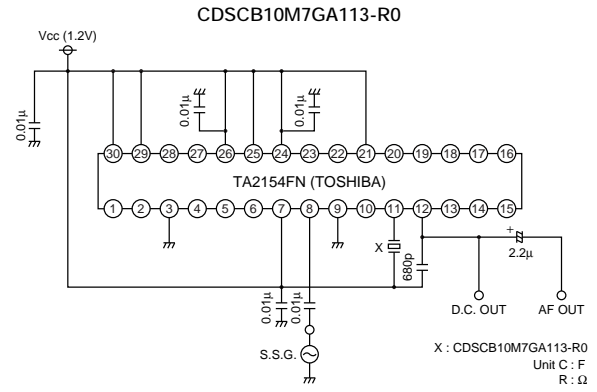 CDSCB10M7GA113-R0
Vcc (1.2V)
0.01μ
0.01μ
0.01μ
30 29 28 27 26 25 24 23 22 21 20 19 18 17 16
TA2154FN (TOSHIBA)
1 2 3 4 5 6 7 8 9 10 11 12 13 14 15
X
680p
+
2.2μ
0.01μ
0.01μ
D.C. OUT
AF OUT
S.S.G.
X : CDSCB10M7GA113-R0
Unit C : F
R : Ω